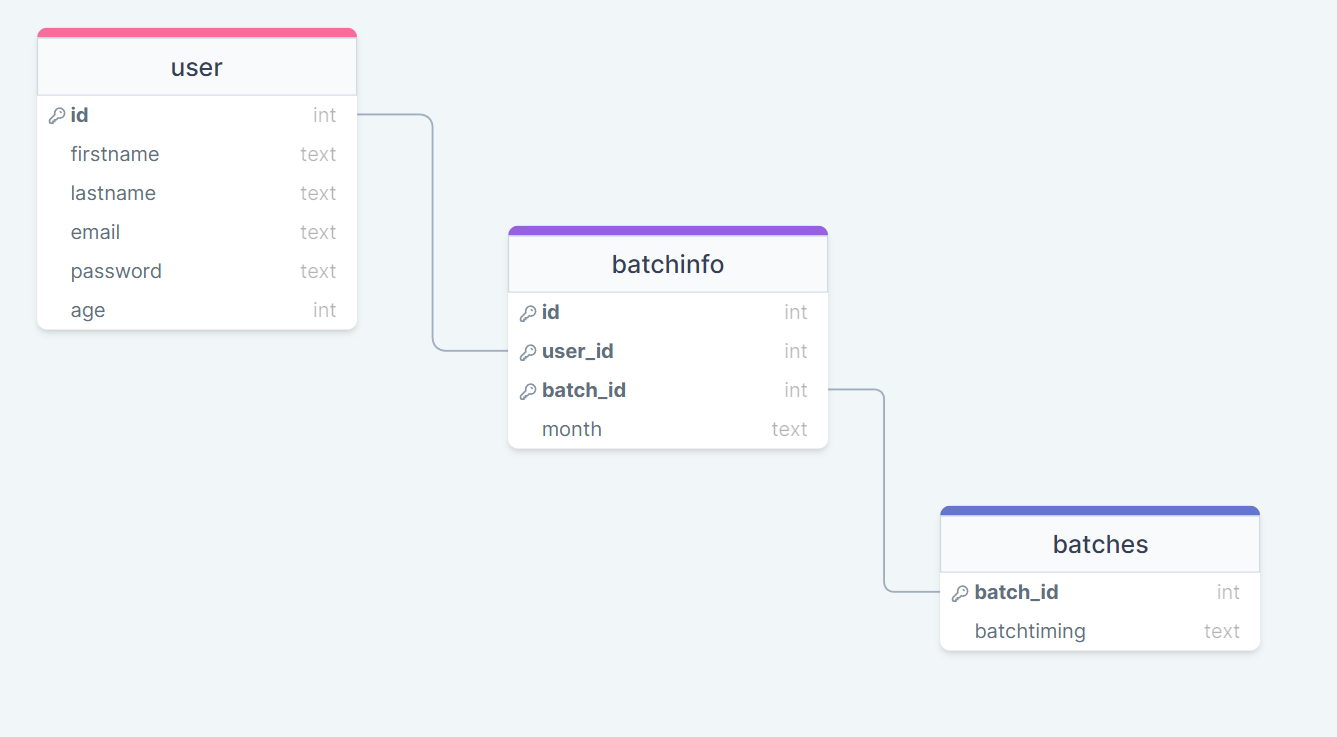 user
id int
firstname text
lastname text
email text
password text
age int
batchinfo
id int
user_id int
batch_id int
month text
batches
batch_id int
batchtiming text